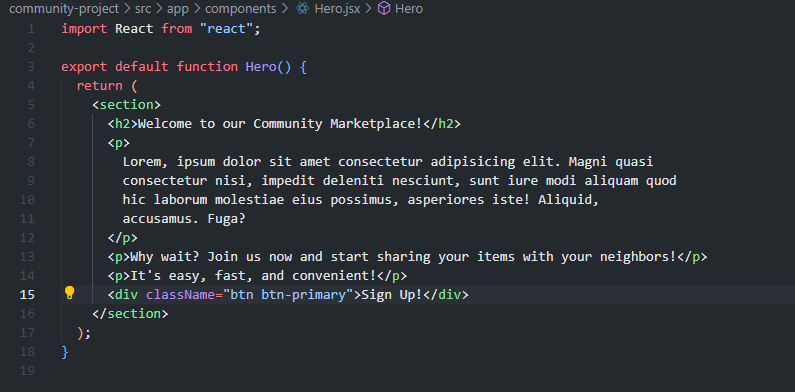 community-project > src > app > components > Hero.jsx > Hero
1 import React from "react";
2
3 export default function Hero() {
4   return (
5     <section>
6       <h2>Welcome to our Community Marketplace!</h2>
7       <p>
8         Lorem, ipsum dolor sit amet consectetur adipisicing elit. Magni quasi
9         consectetur nisi, impedit deleniti nesciunt, sunt iure modi aliquam quod
10         hic laborum molestiae eius possimus, asperiores iste! Aliquid,
11         accusamus. Fuga?
12       </p>
13       <p>Why wait? Join us now and start sharing your items with your neighbors!</p>
14       <p>It's easy, fast, and convenient!</p>
15       <div className="btn btn-primary">Sign Up!</div>
16     </section>
17   );
18 }
19